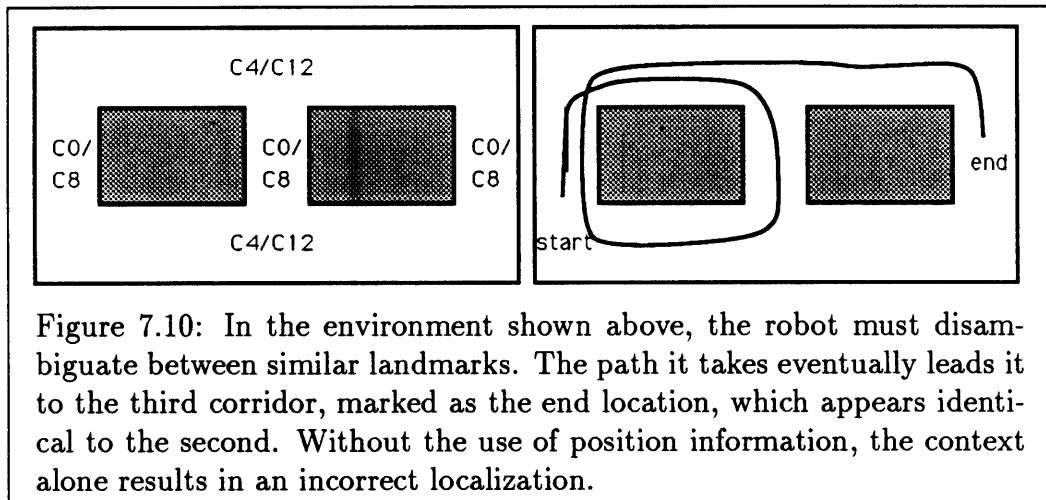 C4/C12
C0/ C0/ C0/
C8 C8 C8
C4/C12
end
start
Figure 7.10: In the environment shown above, the robot must disam-
biguate between similar landmarks. The path it takes eventually leads it
to the third corridor, marked as the end location, which appears identi-
cal to the second. Without the use of position information, the context
alone results in an incorrect localization.